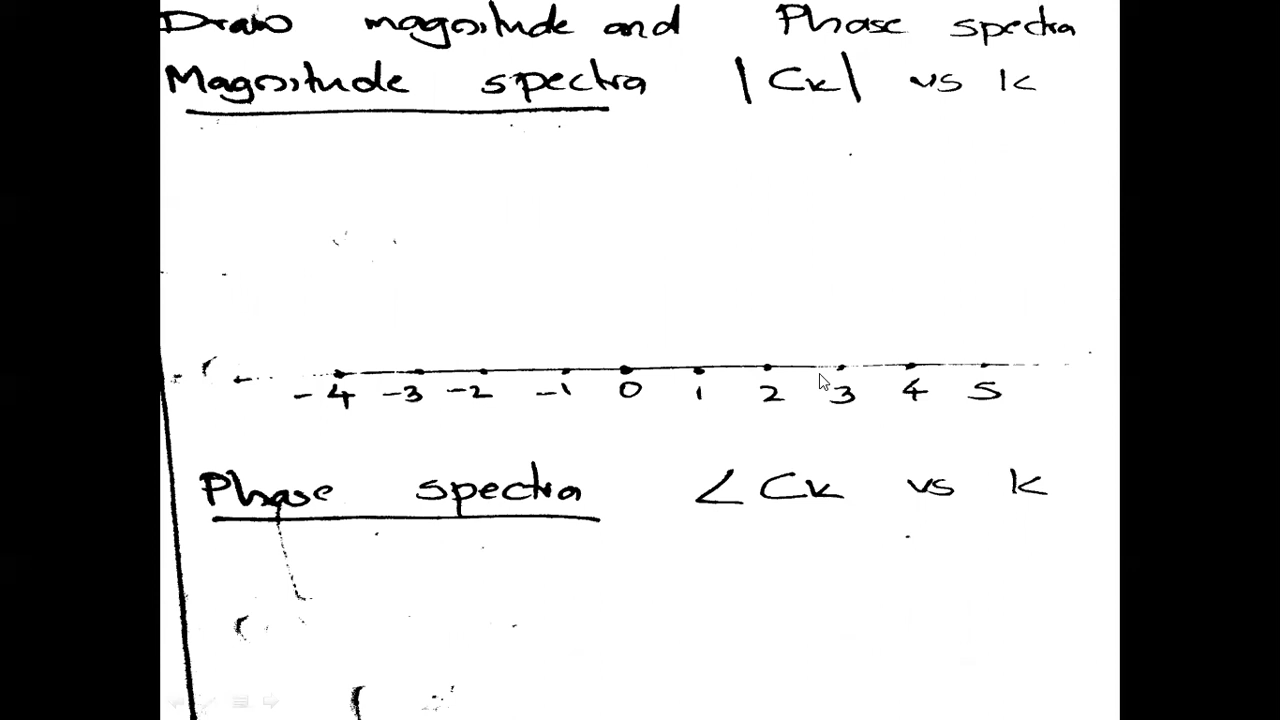 Draw magnitude and Phase spectra
Magnitude spectra |Ck| vs k
-4 -3 -2 -1 0 1 2 3 4 5
Phase spectra ∠Ck vs k